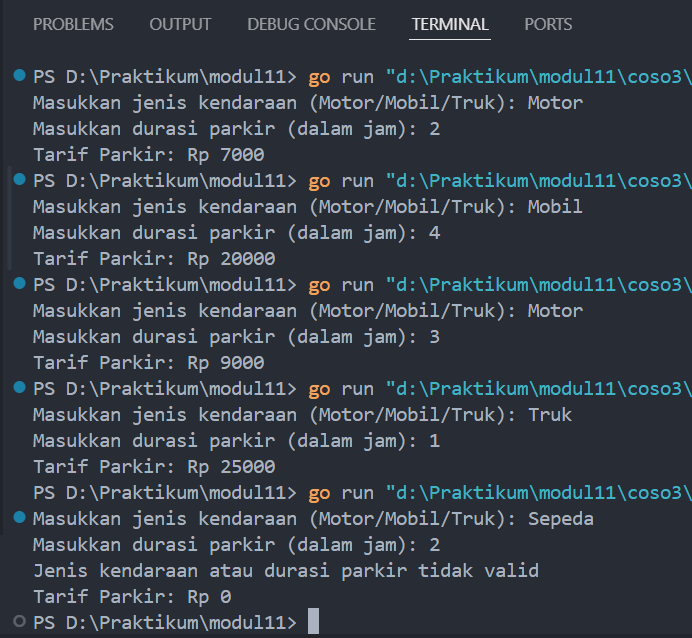 PROBLEMS OUTPUT DEBUG CONSOLE TERMINAL PORTS
PS D:\Praktikum\modul11> go run "d:\Praktikum\modul11\coso3\
Masukkan jenis kendaraan (Motor/Mobil/Truk): Motor
Masukkan durasi parkir (dalam jam): 2
Tarif Parkir: Rp 7000
PS D:\Praktikum\modul11> go run "d:\Praktikum\modul11\coso3\
Masukkan jenis kendaraan (Motor/Mobil/Truk): Mobil
Masukkan durasi parkir (dalam jam): 4
Tarif Parkir: Rp 20000
PS D:\Praktikum\modul11> go run "d:\Praktikum\modul11\coso3\
Masukkan jenis kendaraan (Motor/Mobil/Truk): Motor
Masukkan durasi parkir (dalam jam): 3
Tarif Parkir: Rp 9000
PS D:\Praktikum\modul11> go run "d:\Praktikum\modul11\coso3\
Masukkan jenis kendaraan (Motor/Mobil/Truk): Truk
Masukkan durasi parkir (dalam jam): 1
Tarif Parkir: Rp 25000
PS D:\Praktikum\modul11> go run "d:\Praktikum\modul11\coso3\
Masukkan jenis kendaraan (Motor/Mobil/Truk): Sepeda
Masukkan durasi parkir (dalam jam): 2
Jenis kendaraan atau durasi parkir tidak valid
Tarif Parkir: Rp 0
PS D:\Praktikum\modul11>